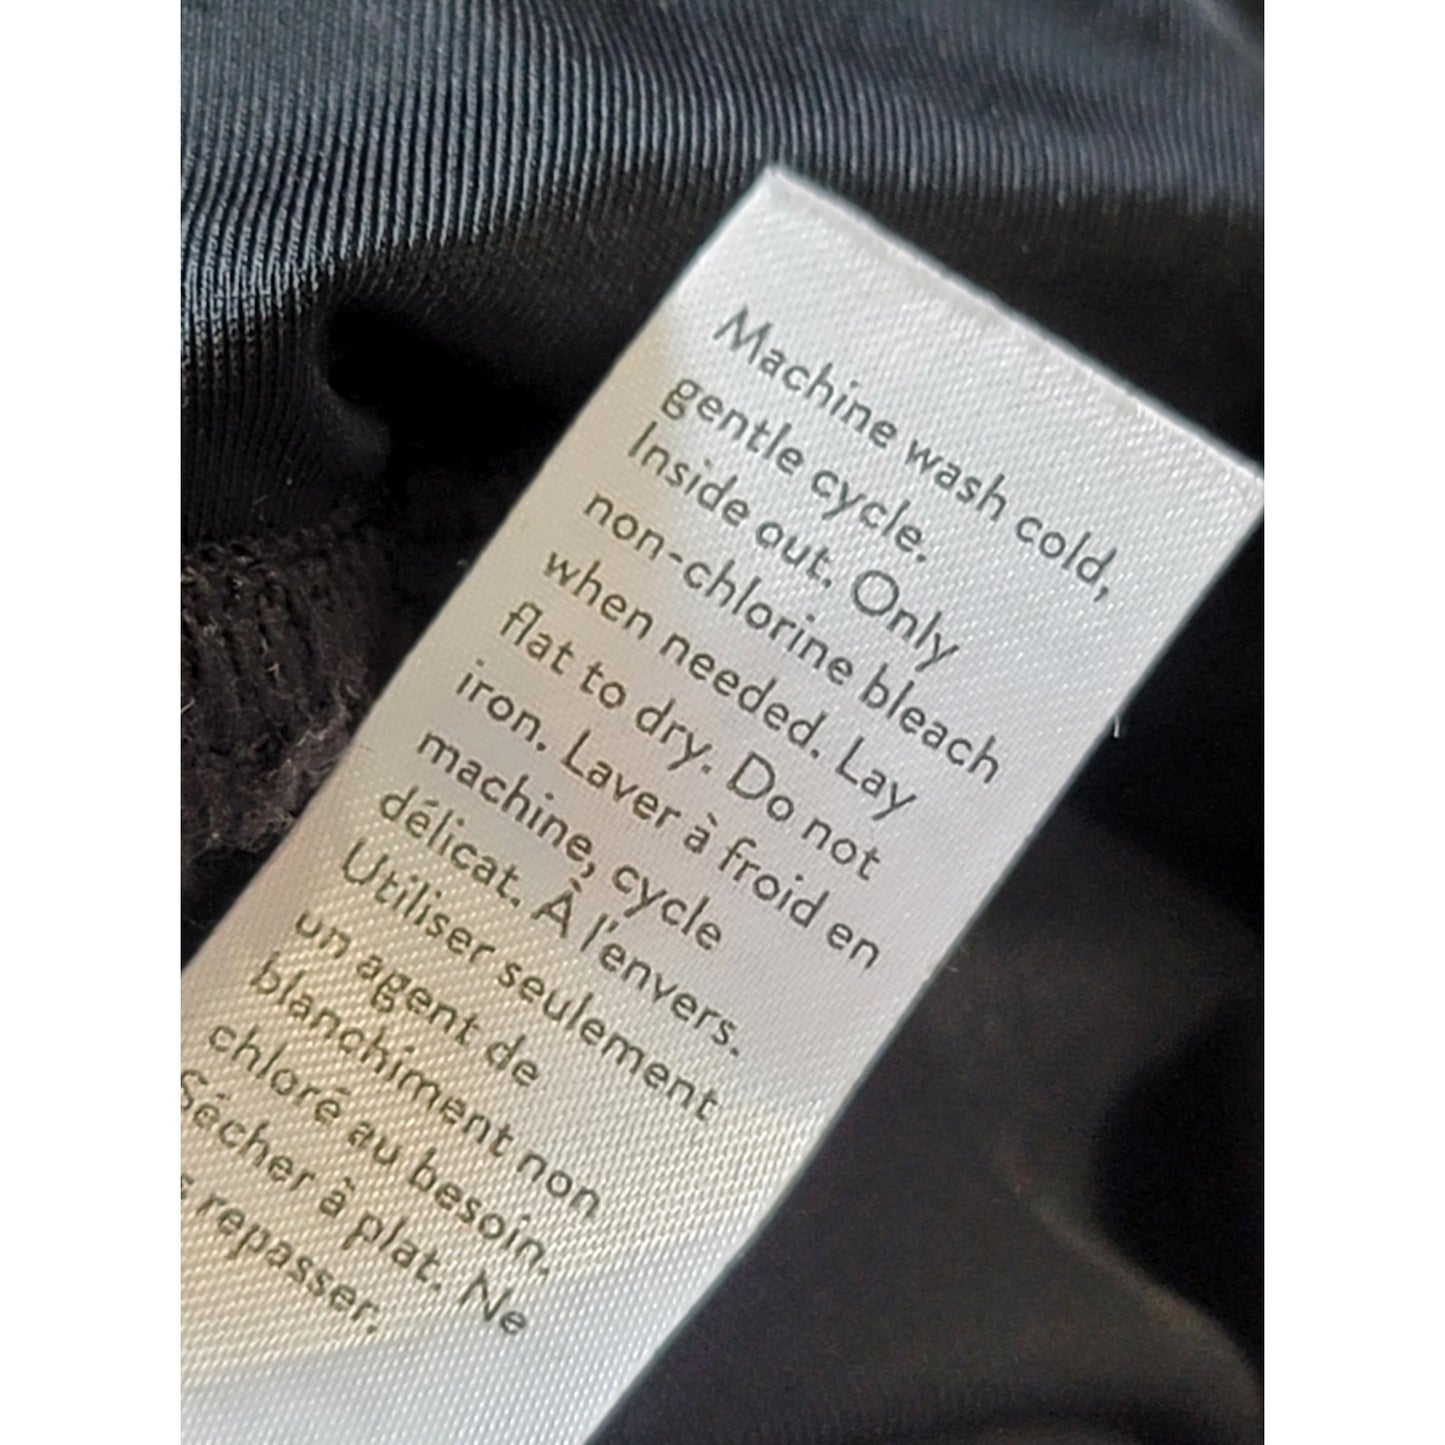 Machine wash cold,
gentle cycle.
Inside out. Only
non-chlorine bleach
when needed. Lay
flat to dry. Do not
iron. Laver à froid en
machine, cycle
délicat. À l'envers.
Utiliser seulement
un agent de
blanchiment non
chloré au besoin.
Sécher à plat. Ne
repasser.